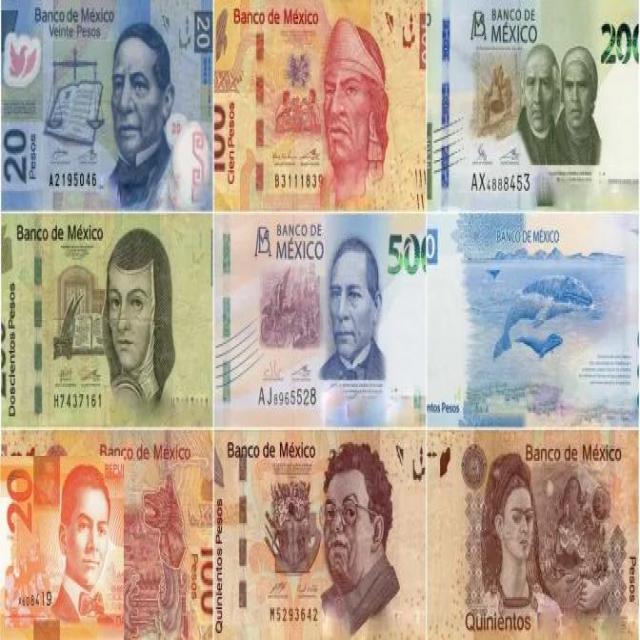 Banco de México
Veinte Pesos
20
20
Pesos
A2195046
Banco de México
100
Cien Pesos
B3111839
BANCO DE
MÉXICO
200
AX4888453
Banco de México
Doscientos Pesos
H7437161
BANCO DE
MÉXICO
500
AJ8965528
BANCO DE MÉXICO
ntos Pesos
20
REPU
A608419
Banco de México
100
Pesos
Banco de México
Quinientos Pesos
M5293642
Banco de México
Quinientos
Pesos